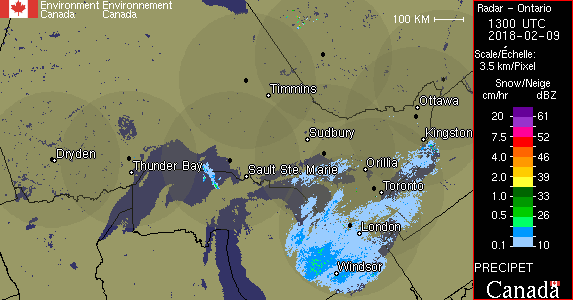 Environment Environnement
Canada Canada
100 KM
Timmins
Ottawa
Sudbury
Kingston
Dryden
Thunder Bay
Sault Ste. Marie
Orillia
Toronto
London
Windsor
Radar - Ontario
1300 UTC
2018-02-09
Scale/Échelle:
3.5 km/Pixel
Snow/Neige
cm/hr dBZ
20 61
7.5 52
4.0 46
2.0 39
1.0 33
0.5 26
0.1 10
PRECIPET
Canada